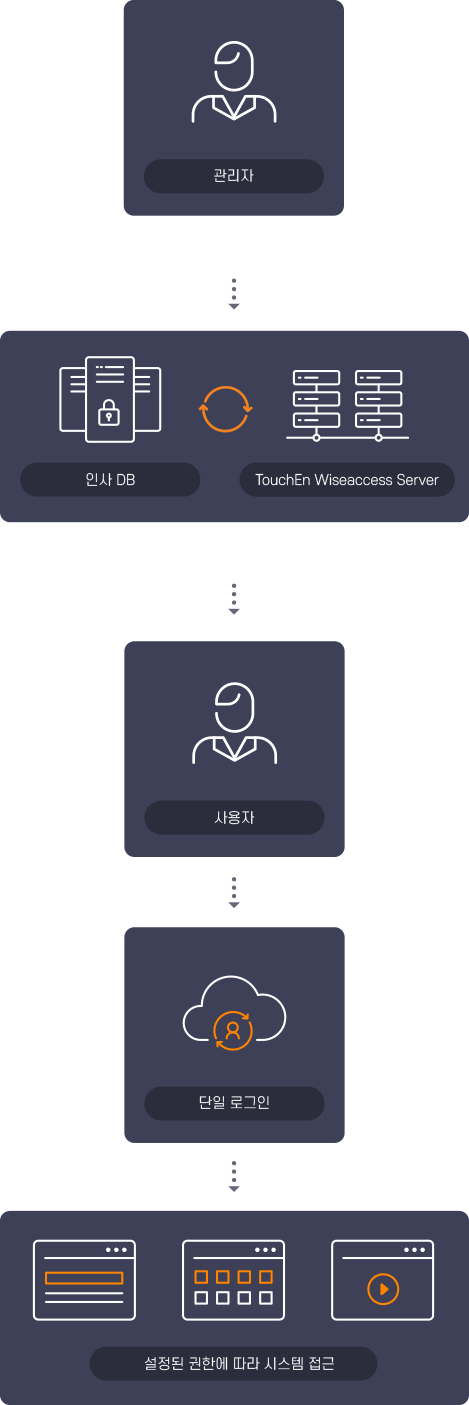 관리자
인사 DB
TouchEn Wiseaccess Server
사용자
단일 로그인
설정된 권한에 따라 시스템 접근